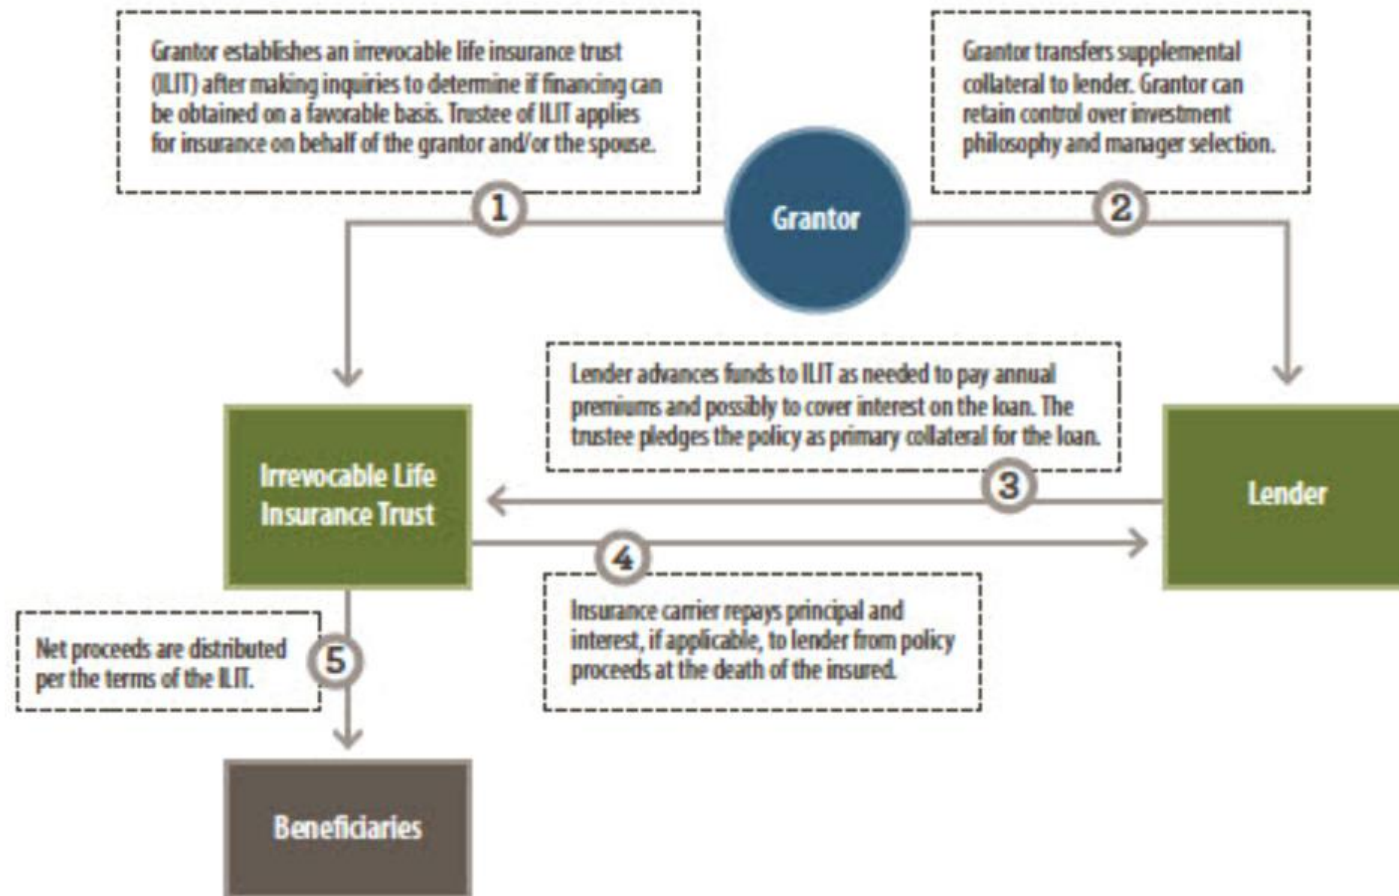 Grantor establishes an irrevocable life insurance trust
(ILIT) after making inquiries to determine if financing can
be obtained on a favorable basis. Trustee of ILIT applies
for insurance on behalf of the grantor and/or the spouse.
Grantor transfers supplemental
collateral to lender. Grantor can
retain control over investment
philosophy and manager selection.
1
Grantor
2
Lender advances funds to ILIT as needed to pay annual
premiums and possibly to cover interest on the loan. The
trustee pledges the policy as primary collateral for the loan.
Irrevocable Life
Insurance Trust
3
Lender
4
Insurance carrier repays principal and
interest, if applicable, to lender from policy
proceeds at the death of the insured.
Net proceeds are distributed
per the terms of the ILIT.
5
Beneficiaries